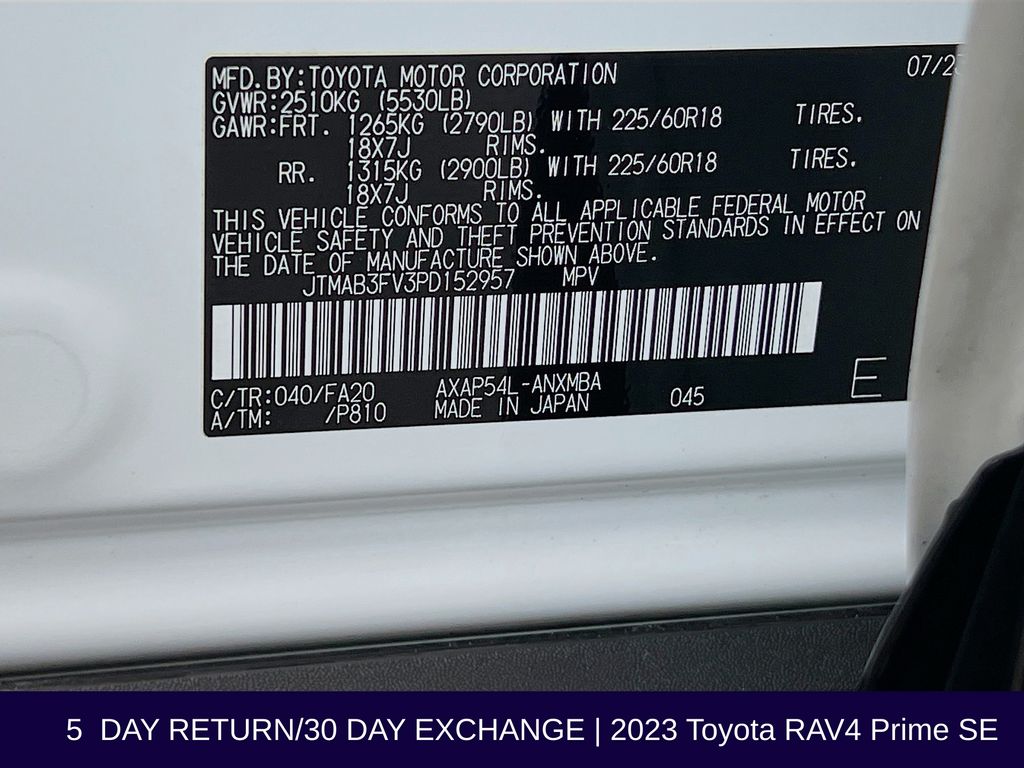 MFD.BY:TOYOTA MOTOR CORPORATION 07/2
GVWR:2510KG (5530LB)
GAWR:FRT. 1265KG (2790LB) WITH 225/60R18 TIRES.
18X7J RIMS.
RR. 1315KG (2900LB) WITH 225/60R18 TIRES.
18X7J RIMS.
THIS VEHICLE CONFORMS TO ALL APPLICABLE FEDERAL MOTOR
VEHICLE SAFETY AND THEFT PREVENTION STANDARDS IN EFFECT ON
THE DATE OF MANUFACTURE SHOWN ABOVE.
JTMAB3FV3PD152957 MPV
C/TR:040/FA20 AXAP54L-ANXMBA
A/TM: /P810 MADE IN JAPAN 045 E
5 DAY RETURN/30 DAY EXCHANGE | 2023 Toyota RAV4 Prime SE